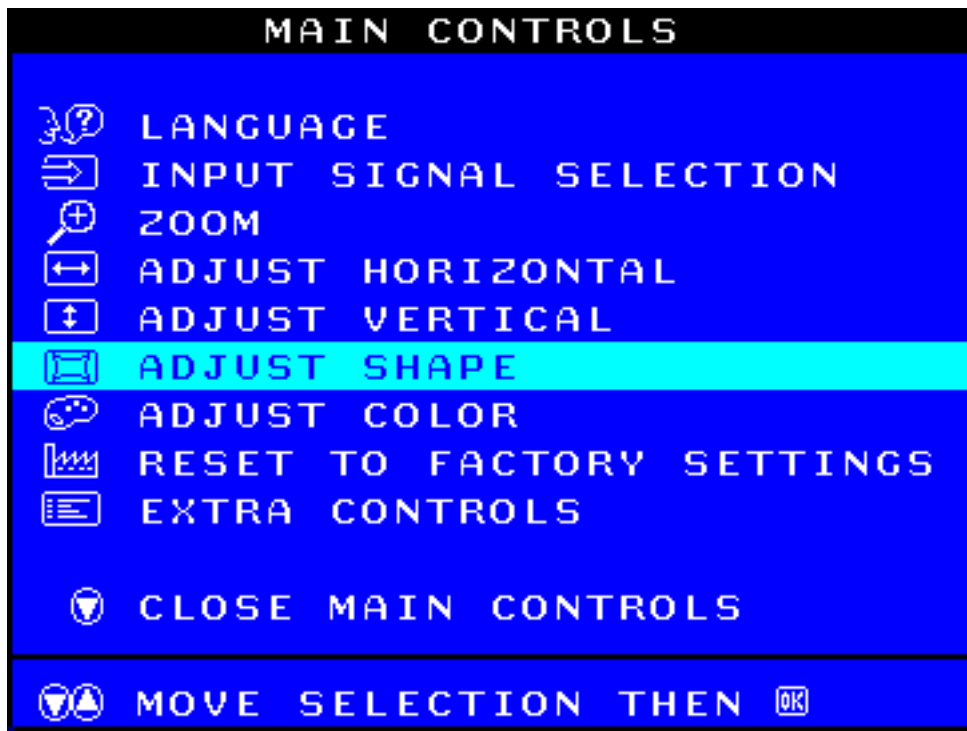 MAIN CONTROLS
LANGUAGE
INPUT SIGNAL SELECTION
ZOOM
ADJUST HORIZONTAL
ADJUST VERTICAL
ADJUST SHAPE
ADJUST COLOR
RESET TO FACTORY SETTINGS
EXTRA CONTROLS
CLOSE MAIN CONTROLS
MOVE SELECTION THEN OK